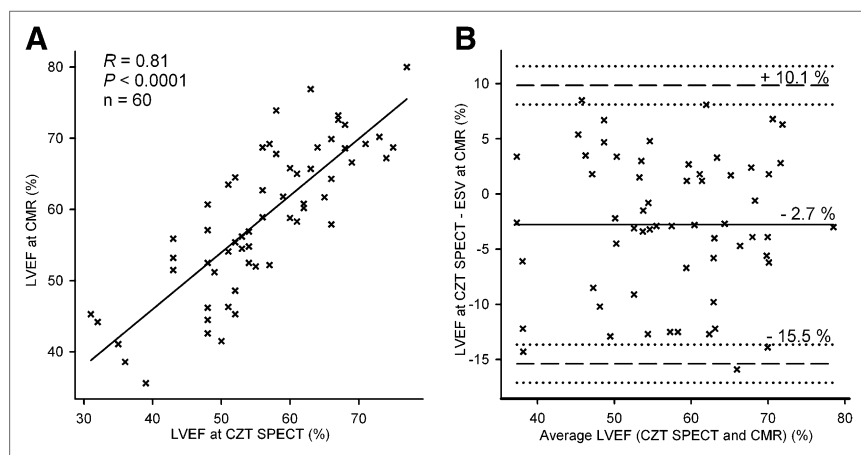 A
R = 0.81
P < 0.0001
n = 60
80
70
60
50
40
LVEF at CMR (%)
30 40 50 60 70
LVEF at CZT SPECT (%)
B
10
5
0
-5
-10
-15
LVEF at CZT SPECT - ESV at CMR (%)
+ 10.1 %
- 2.7 %
- 15.5 %
40 50 60 70 80
Average LVEF (CZT SPECT and CMR) (%)